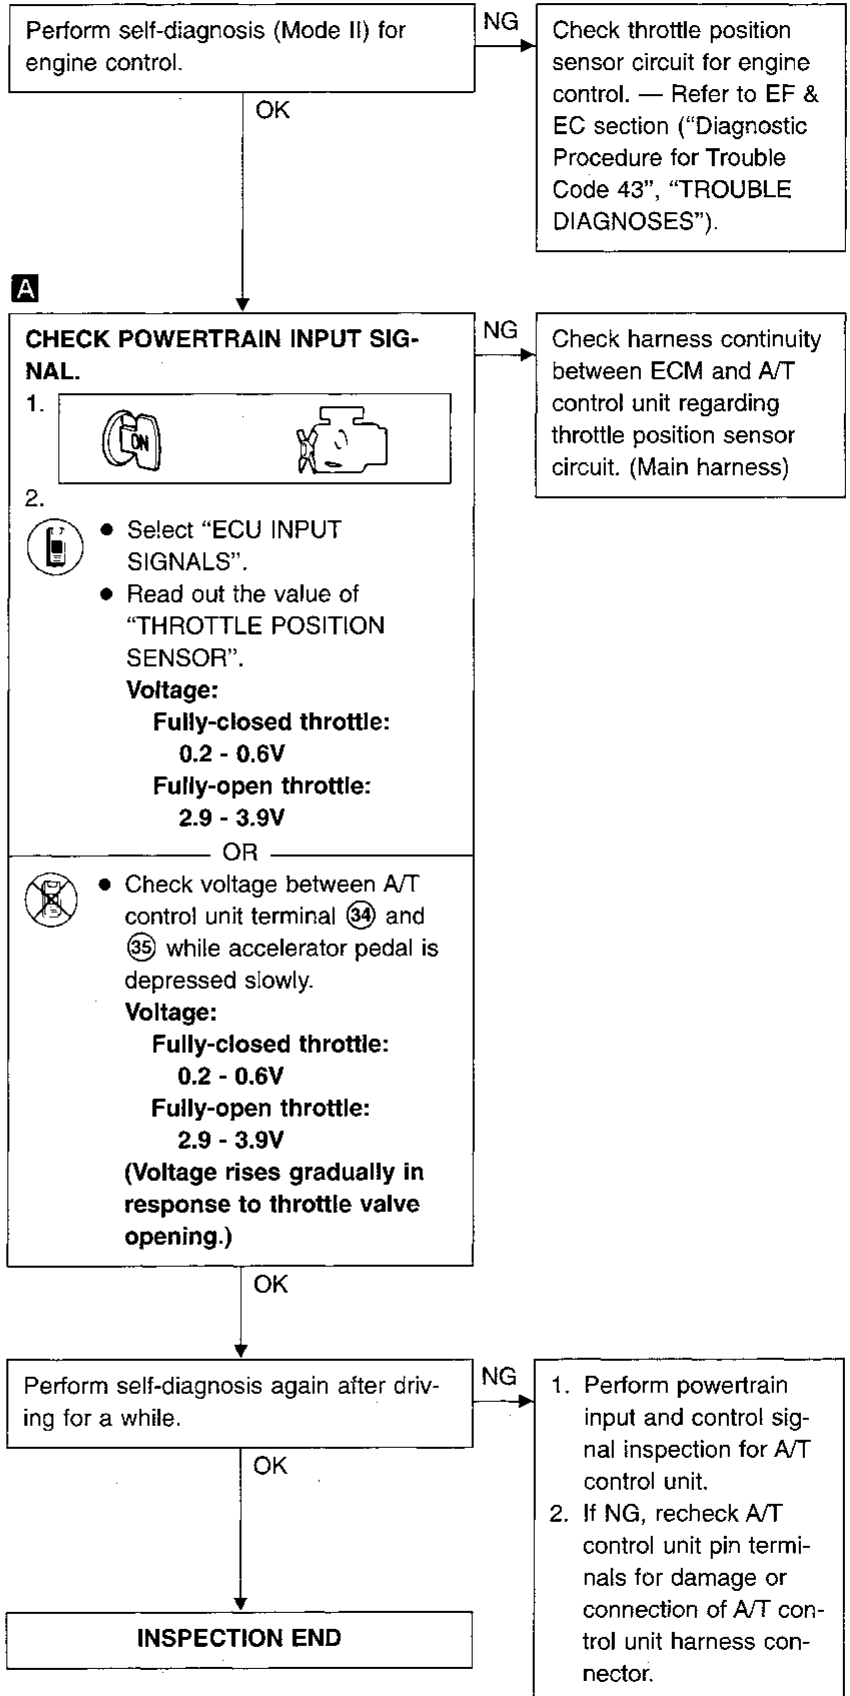 Perform self-diagnosis (Mode II) for
engine control.
NG
Check throttle position
sensor circuit for engine
control. — Refer to EF &
EC section (“Diagnostic
Procedure for Trouble
Code 43”, “TROUBLE
DIAGNOSES”).
OK
A
CHECK POWERTRAIN INPUT SIG-
NAL.
1.
ON
2.
● Select “ECU INPUT
SIGNALS”.
● Read out the value of
“THROTTLE POSITION
SENSOR”.
Voltage:
Fully-closed throttle:
0.2 - 0.6V
Fully-open throttle:
2.9 - 3.9V
OR
● Check voltage between A/T
control unit terminal ㉞ and
㉟ while accelerator pedal is
depressed slowly.
Voltage:
Fully-closed throttle:
0.2 - 0.6V
Fully-open throttle:
2.9 - 3.9V
(Voltage rises gradually in
response to throttle valve
opening.)
NG
Check harness continuity
between ECM and A/T
control unit regarding
throttle position sensor
circuit. (Main harness)
OK
Perform self-diagnosis again after driv-
ing for a while.
NG
1. Perform powertrain
input and control sig-
nal inspection for A/T
control unit.
2. If NG, recheck A/T
control unit pin termi-
nals for damage or
connection of A/T con-
trol unit harness con-
nector.
OK
INSPECTION END